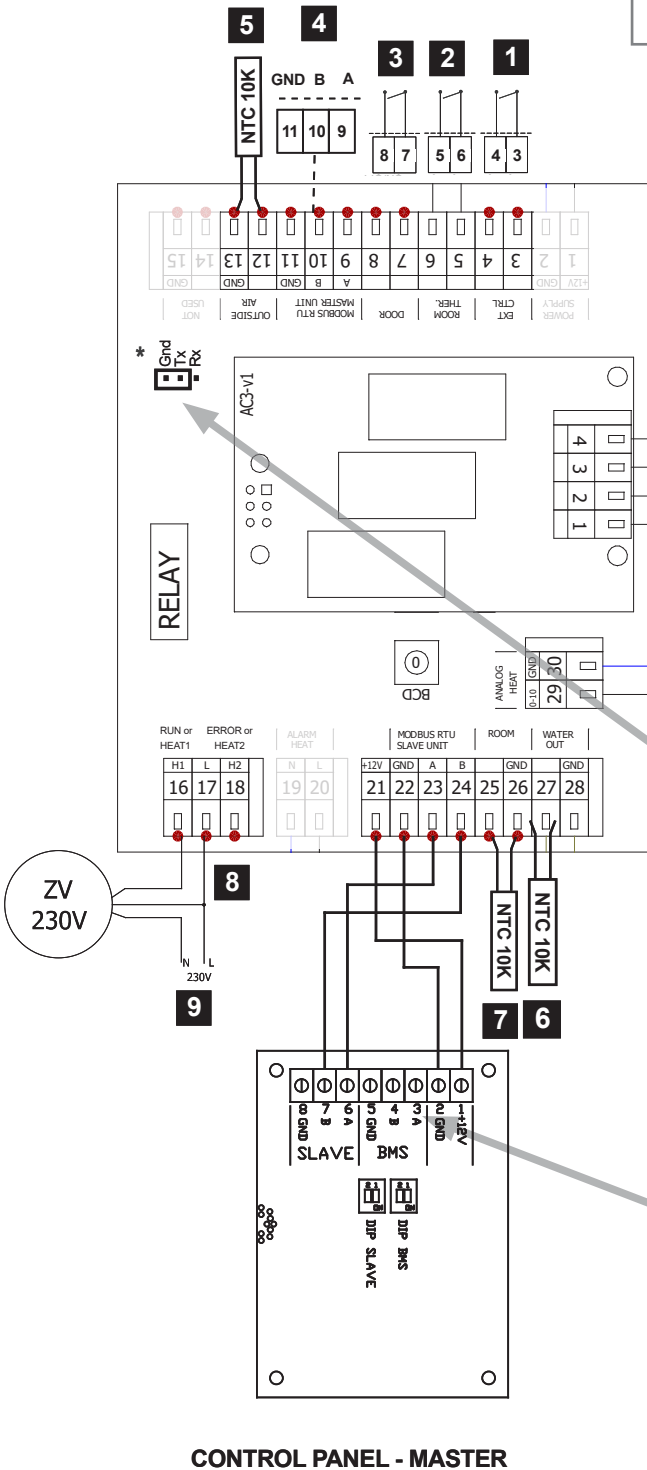 5 4 3 2 1
NTC 10K
GND B A
11 10 9
8 7
5 6
4 3
15 14 13 12 11 10 9 8 7 6 5 4 3 2 1
GND GND GND B A GND +12V
NOT USED
OUTSIDE AIR
MODBUS RTU MASTER UNIT
DOOR
ROOM THER.
EXT CTRL
POWER SUPPLY
*
Gnd
Tx
Rx
AC3-v1
4
3
2
1
RELAY
0
BCD
ANALOG
HEAT
0-10 GND
29 30
RUN or
HEAT1
ERROR or
HEAT2
ALARM
HEAT
MODBUS RTU
SLAVE UNIT
ROOM
WATER
OUT
H1 L H2 N L +12V GND A B GND GND
16 17 18 19 20 21 22 23 24 25 26 27 28
8
ZV
230V
NTC 10K
NTC 10K
N L
230V
9
7 6
8 GND
7 B
6 A
5 GND
4 B
3 A
2 GND
1 +12V
SLAVE BMS
2 1
ON
2 1
ON
DIP SLAVE
DIP BMS
CONTROL PANEL - MASTER